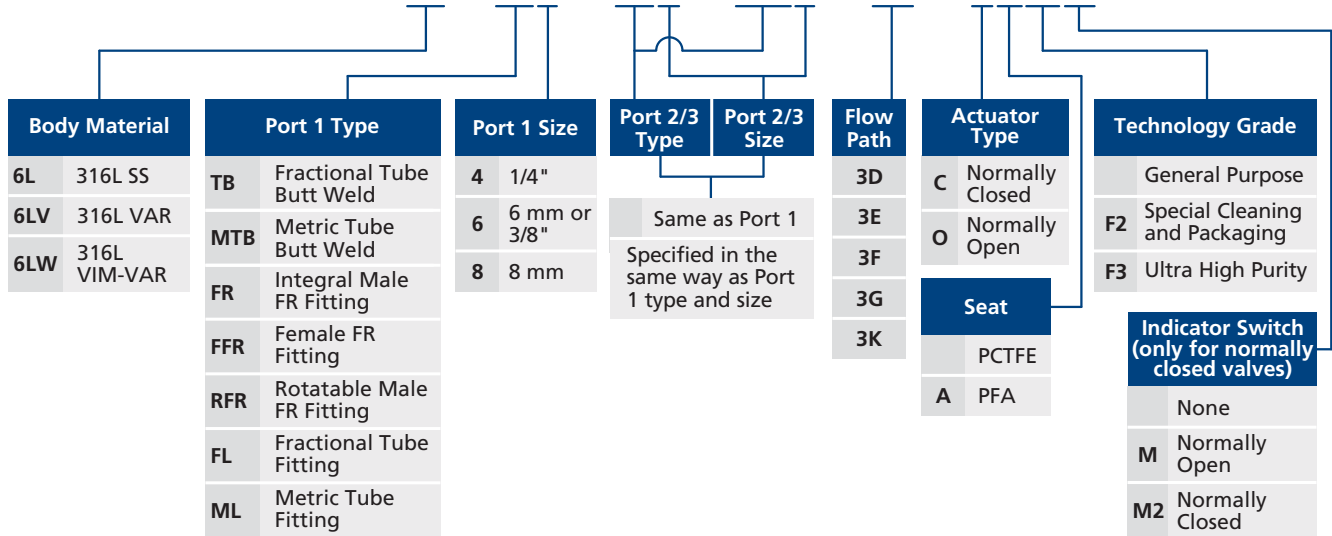 Body Material
6L 316L SS
6LV 316L VAR
6LW 316L
VIM-VAR
Port 1 Type
TB Fractional Tube
Butt Weld
MTB Metric Tube
Butt Weld
FR Integral Male
FR Fitting
FFR Female FR
Fitting
RFR Rotatable Male
FR Fitting
FL Fractional Tube
Fitting
ML Metric Tube
Fitting
Port 1 Size
4 1/4"
6 6 mm or
3/8"
8 8 mm
Port 2/3
Type
Port 2/3
Size
Same as Port 1
Specified in the
same way as Port
1 type and size
Flow
Path
3D
3E
3F
3G
3K
Actuator
Type
C Normally
Closed
O Normally
Open
Seat
PCTFE
A PFA
Technology Grade
General Purpose
F2 Special Cleaning
and Packaging
F3 Ultra High Purity
Indicator Switch
(only for normally
closed valves)
None
M Normally
Open
M2 Normally
Closed